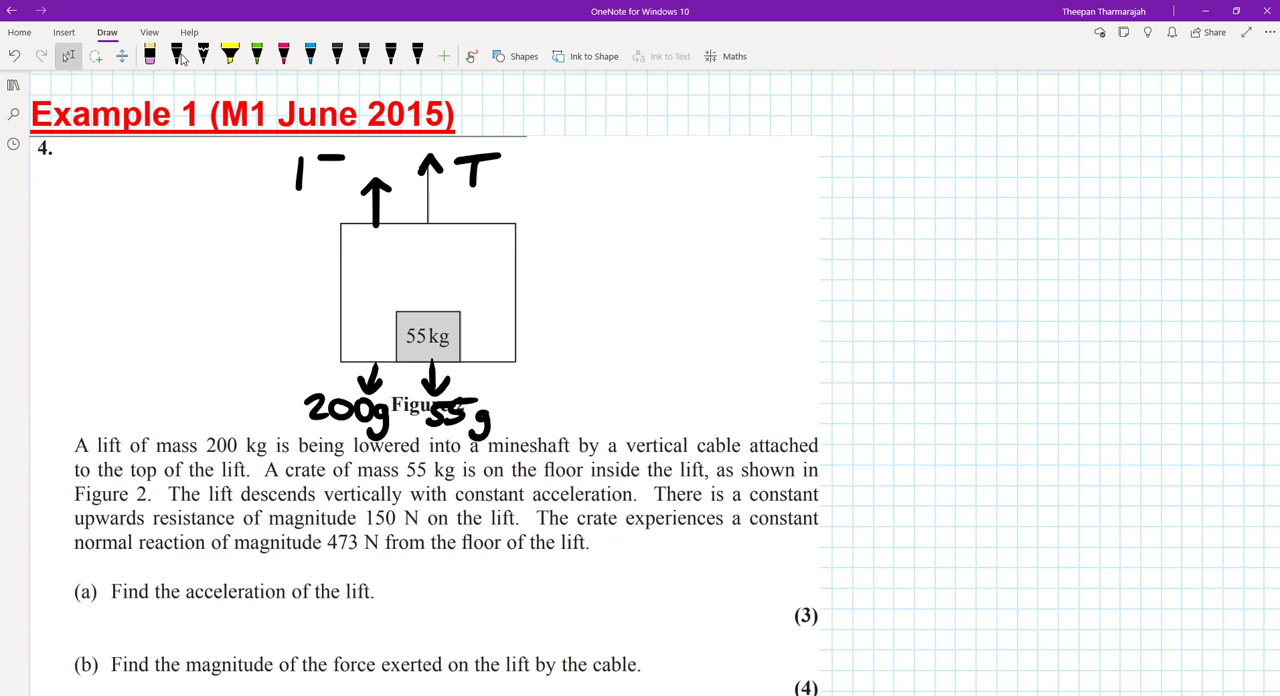 OneNote for Windows 10
Theepan Tharmarajah
Home Insert Draw View Help
Share
Shapes Ink to Shape Ink to Text Maths
Example 1 (M1 June 2015)
4.
T
55 kg
200g 55g
A lift of mass 200 kg is being lowered into a mineshaft by a vertical cable attached
to the top of the lift. A crate of mass 55 kg is on the floor inside the lift, as shown in
Figure 2. The lift descends vertically with constant acceleration. There is a constant
upwards resistance of magnitude 150 N on the lift. The crate experiences a constant
normal reaction of magnitude 473 N from the floor of the lift.
(a) Find the acceleration of the lift.
(3)
(b) Find the magnitude of the force exerted on the lift by the cable.
(4)